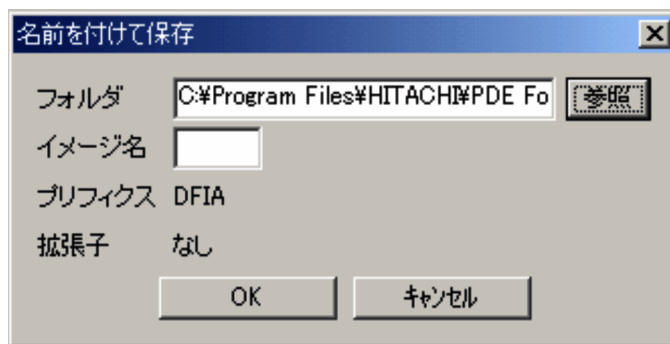 名前を付けて保存
フォルダ C:¥Program Files¥HITACHI¥PDE Fo 参照
イメージ名
プリフィクス DFIA
拡張子 なし
OK キャンセル